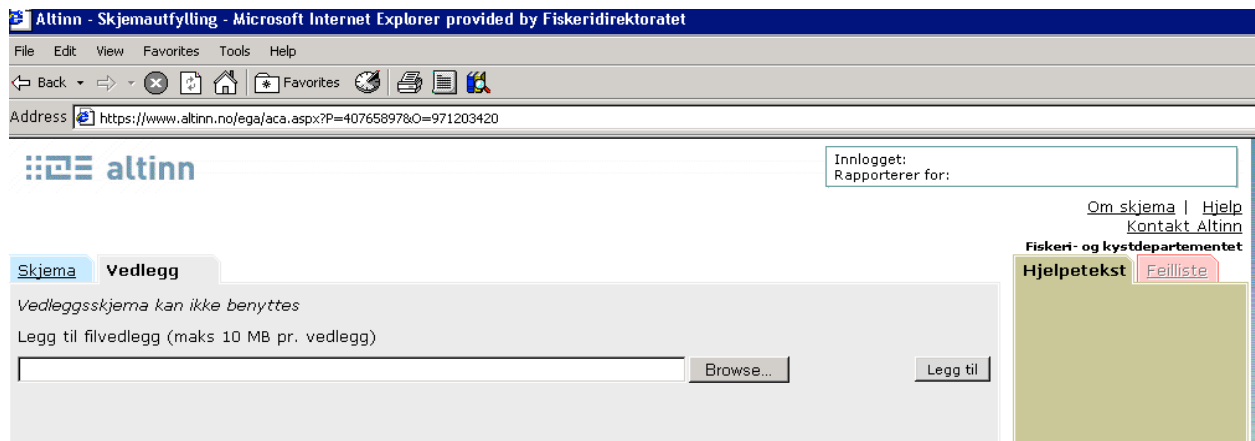 Altinn - Skjemautfylling - Microsoft Internet Explorer provided by Fiskeridirektoratet
File Edit View Favorites Tools Help
Back Favorites
Address https://www.altinn.no/ega/aca.aspx?P=40765897&O=971203420
altinn
Innlogget:
Rapporterer for:
Om skjema | Hjelp
Kontakt Altinn
Fiskeri- og kystdepartementet
Skjema Vedlegg Hjelpetekst Feilliste
Vedleggsskjema kan ikke benyttes
Legg til filvedlegg (maks 10 MB pr. vedlegg)
Browse... Legg til